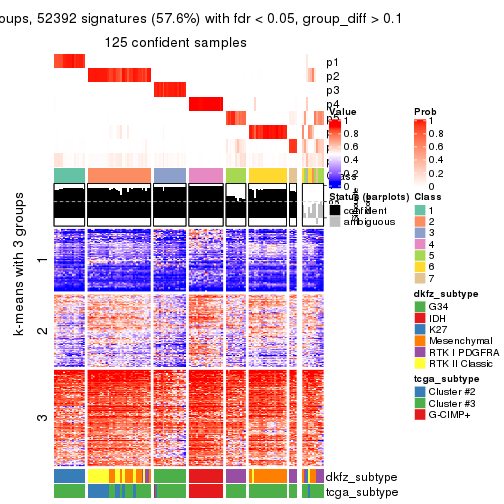 oups, 52392 signatures (57.6%) with fdr < 0.05, group_diff > 0.1
125 confident samples
p1
p2
p3
p4
k-means with 3 groups
1
2
3
Value
1
0.8
0.6
0.4
0.2
0
Status (barplots)
confident
ambiguous
Prob
1
0.8
0.6
0.4
0.2
0
Class
1
2
3
4
5
6
7
dkfz_subtype
G34
IDH
K27
Mesenchymal
RTK I PDGFRA
RTK II Classic
tcga_subtype
Cluster #2
Cluster #3
G-CIMP+
dkfz_subtype
tcga_subtype